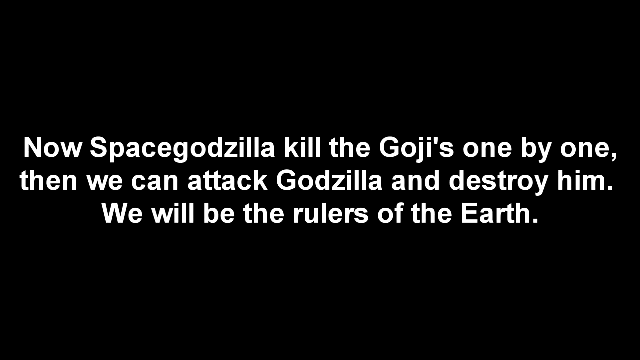 Now Spacegodzilla kill the Goji's one by one,
then we can attack Godzilla and destroy him.
We will be the rulers of the Earth.